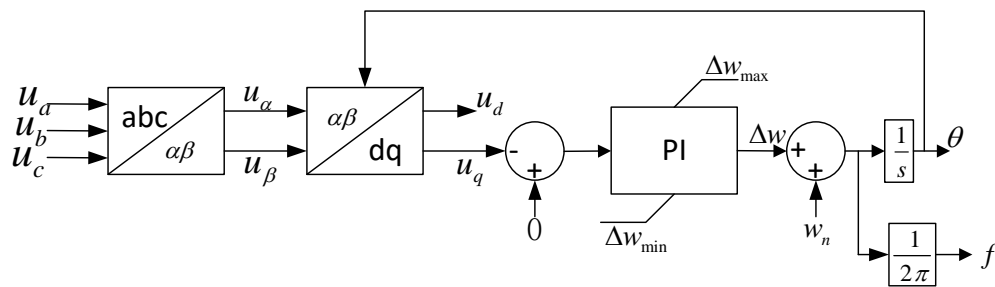 Δw_max
u_a
u_b
u_c
abc
αβ
u_α
u_β
αβ
dq
u_d
u_q
-
+
0
PI
Δw_min
Δw
+
+
w_n
1/s
θ
1/2π
f